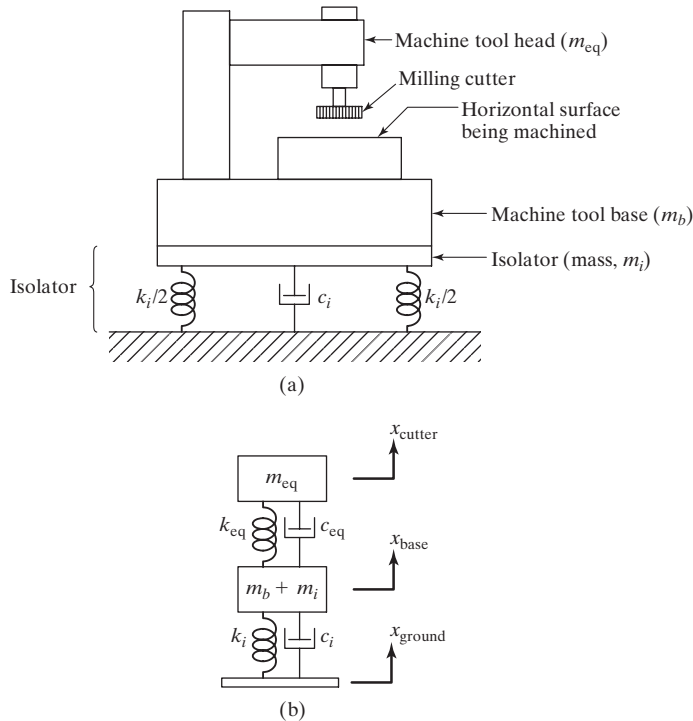 Machine tool head (m_eq)
Milling cutter
Horizontal surface
being machined
Machine tool base (m_b)
Isolator (mass, m_i)
Isolator
k_i/2
c_i
k_i/2
(a)
x_cutter
m_eq
k_eq
c_eq
x_base
m_b + m_i
k_i
c_i
x_ground
(b)